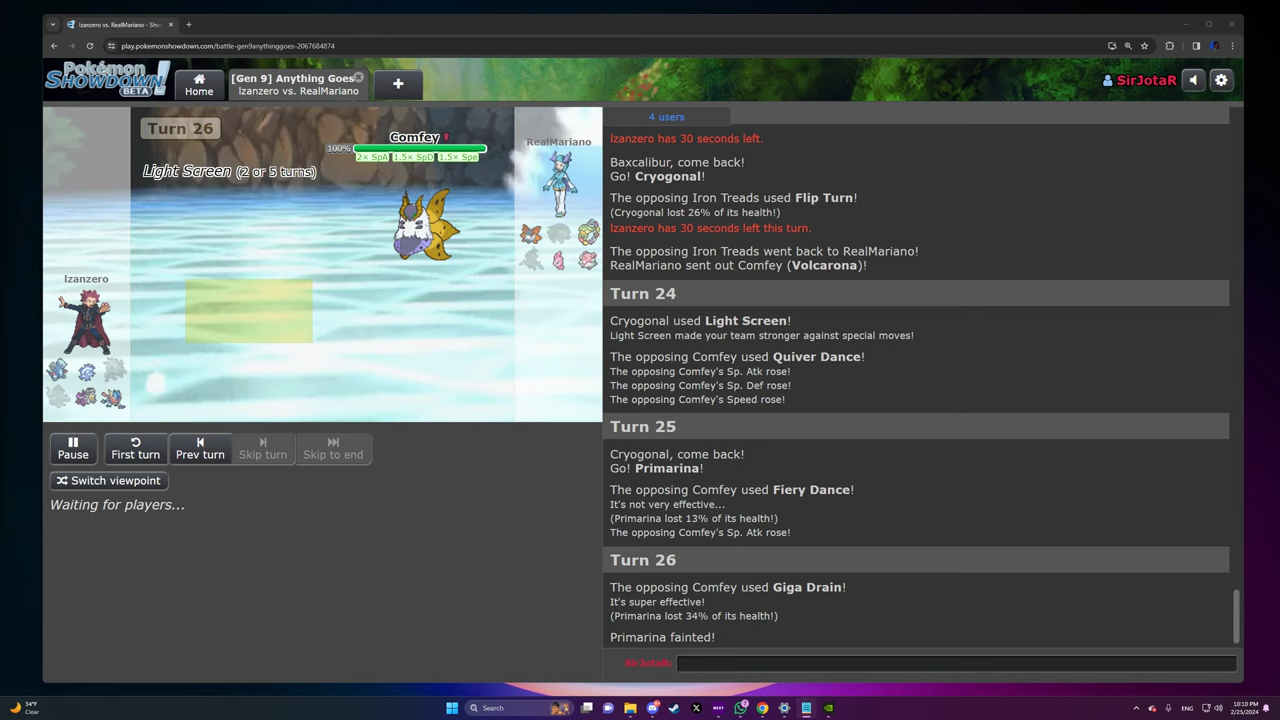 Izanzero vs. RealMariano - Sho
play.pokemonshowdown.com/battle-gen9anythinggoes-2067684874
Pokémon
SHOWDOWN!
BETA
Home
[Gen 9] Anything Goes
Izanzero vs. RealMariano
SirJotaR
Turn 26
Light Screen (2 or 5 turns)
Comfey ♀
100%
2× SpA 1.5× SpD 1.5× Spe
RealMariano
Izanzero
Pause
First turn
Prev turn
Skip turn
Skip to end
Switch viewpoint
Waiting for players...
4 users
Izanzero has 30 seconds left.
Baxcalibur, come back!
Go! Cryogonal!
The opposing Iron Treads used Flip Turn!
(Cryogonal lost 26% of its health!)
Izanzero has 30 seconds left this turn.
The opposing Iron Treads went back to RealMariano!
RealMariano sent out Comfey (Volcarona)!
Turn 24
Cryogonal used Light Screen!
Light Screen made your team stronger against special moves!
The opposing Comfey used Quiver Dance!
The opposing Comfey's Sp. Atk rose!
The opposing Comfey's Sp. Def rose!
The opposing Comfey's Speed rose!
Turn 25
Cryogonal, come back!
Go! Primarina!
The opposing Comfey used Fiery Dance!
It's not very effective...
(Primarina lost 13% of its health!)
The opposing Comfey's Sp. Atk rose!
Turn 26
The opposing Comfey used Giga Drain!
It's super effective!
(Primarina lost 34% of its health!)
Primarina fainted!
SirJotaR:
34°F
Clear
Search
NEXT
10:10 PM
2/25/2024